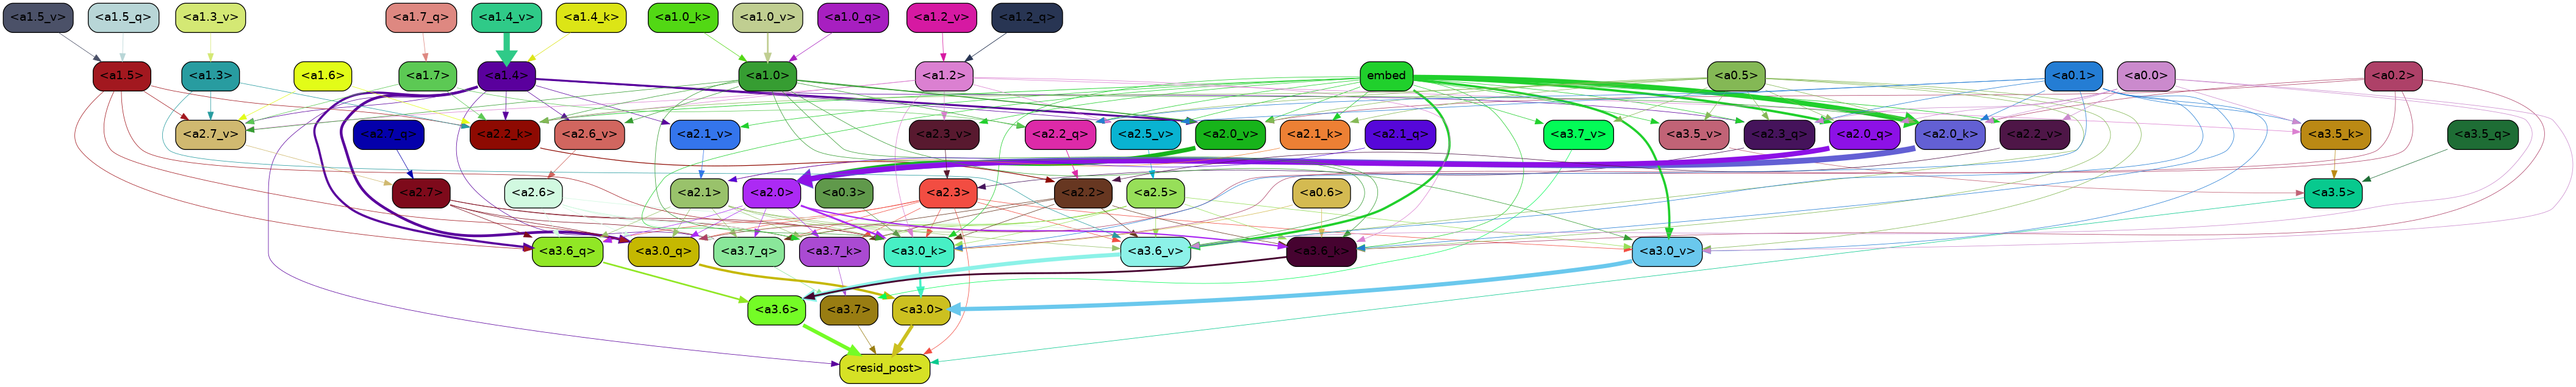 <a1.5_v> <a1.5_q> <a1.3_v> <a1.7_q> <a1.4_v> <a1.4_k> <a1.0_k> <a1.0_v> <a1.0_q> <a1.2_v> <a1.2_q>
<a1.5> <a1.3> <a1.6> <a1.7> <a1.4> <a1.0> <a1.2> embed <a0.5> <a0.1> <a0.0> <a0.2>
<a2.7_v> <a2.7_q> <a2.2_k> <a2.6_v> <a2.1_v> <a2.3_v> <a2.2_q> <a2.5_v> <a2.0_v> <a2.1_k> <a2.1_q> <a3.7_v> <a3.5_v> <a2.3_q> <a2.0_q> <a2.0_k> <a2.2_v> <a3.5_k> <a3.5_q>
<a2.7> <a2.6> <a2.1> <a2.0> <a0.3> <a2.3> <a2.2> <a2.5> <a0.6> <a3.5>
<a3.6_q> <a3.0_q> <a3.7_q> <a3.7_k> <a3.0_k> <a3.6_v> <a3.6_k> <a3.0_v>
<a3.6> <a3.7> <a3.0>
<resid_post>